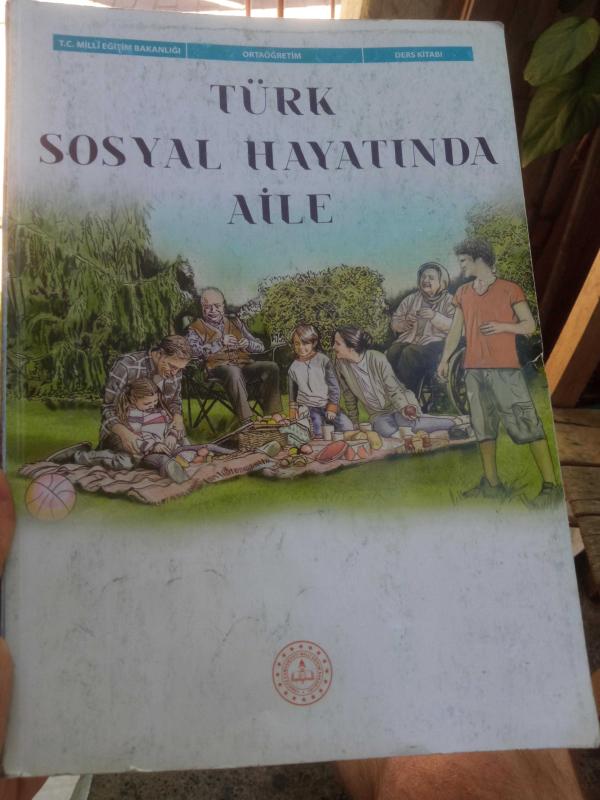 T.C. MİLLÎ EĞİTİM BAKANLIĞI ORTAÖĞRETİM DERS KİTABI
TÜRK
SOSYAL HAYATINDA
AİLE